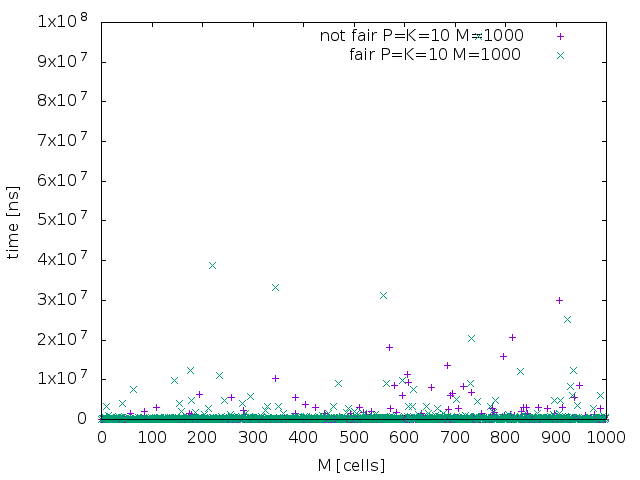 1x10^8
9x10^7
8x10^7
7x10^7
6x10^7
5x10^7
4x10^7
3x10^7
2x10^7
1x10^7
0
time [ns]
not fair P=K=10 M=1000
fair P=K=10 M=1000
0 100 200 300 400 500 600 700 800 900 1000
M [cells]